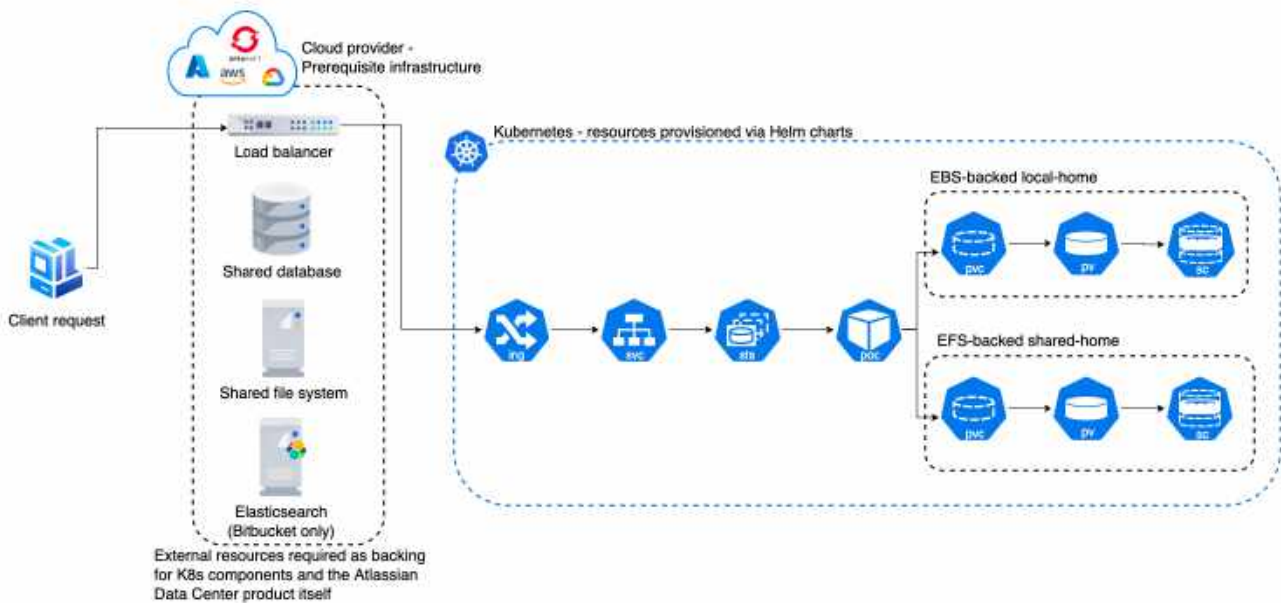 Cloud provider -
Prerequisite infrastructure
aws
Load balancer
Shared database
Shared file system
Elasticsearch
(Bitbucket only)
External resources required as backing
for K8s components and the Atlassian
Data Center product itself
Client request
Kubernetes - resources provisioned via Helm charts
ing
svc
sts
EBS-backed local-home
pvc
pv
sc
EFS-backed shared-home
pvc
pv
sc